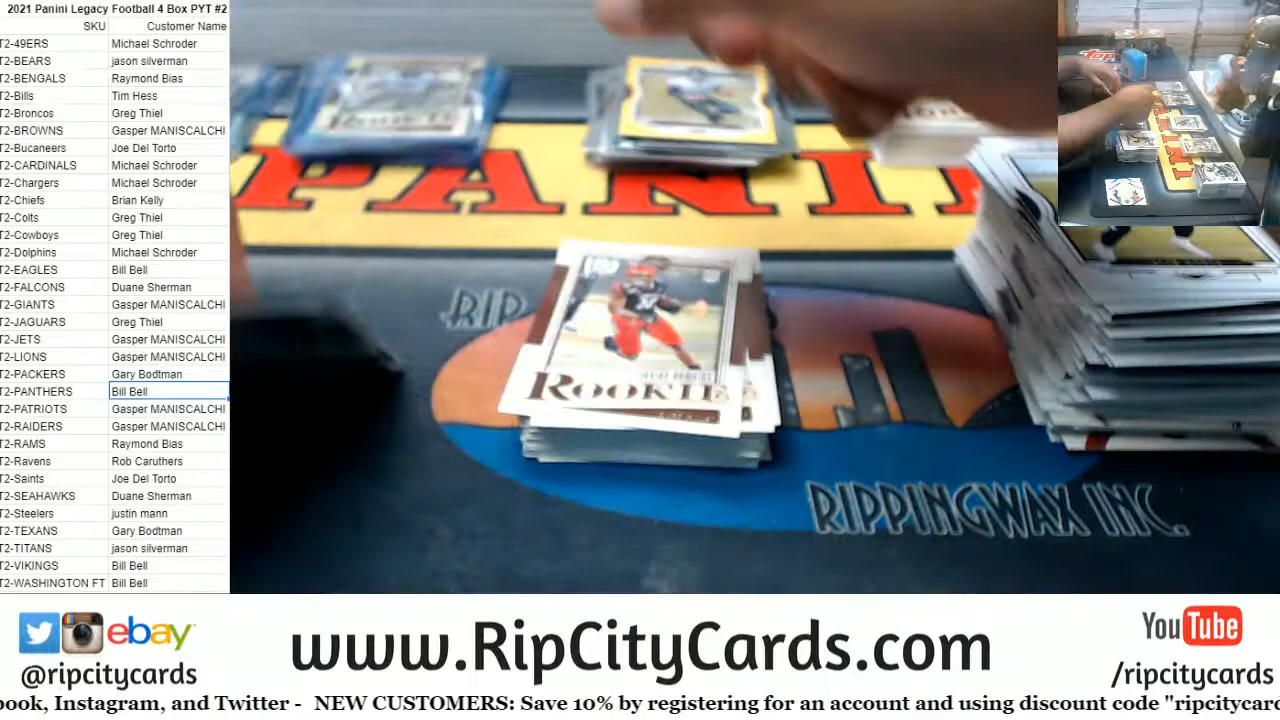 2021 Panini Legacy Football 4 Box PYT #2
SKU Customer Name
T2-49ERS Michael Schroder
T2-BEARS jason silverman
T2-BENGALS Raymond Bias
T2-Bills Tim Hess
T2-Broncos Greg Thiel
T2-BROWNS Gasper MANISCALCHI
T2-Bucaneers Joe Del Torto
T2-CARDINALS Michael Schroder
T2-Chargers Michael Schroder
T2-Chiefs Brian Kelly
T2-Colts Greg Thiel
T2-Cowboys Greg Thiel
T2-Dolphins Michael Schroder
T2-EAGLES Bill Bell
T2-FALCONS Duane Sherman
T2-GIANTS Gasper MANISCALCHI
T2-JAGUARS Greg Thiel
T2-JETS Gasper MANISCALCHI
T2-LIONS Gasper MANISCALCHI
T2-PACKERS Gary Bodtman
T2-PANTHERS Bill Bell
T2-PATRIOTS Gasper MANISCALCHI
T2-RAIDERS Gasper MANISCALCHI
T2-RAMS Raymond Bias
T2-Ravens Rob Caruthers
T2-Saints Joe Del Torto
T2-SEAHAWKS Duane Sherman
T2-Steelers justin mann
T2-TEXANS Gary Bodtman
T2-TITANS jason silverman
T2-VIKINGS Bill Bell
T2-WASHINGTON FT Bill Bell
PANINI
RIP
ROOKIE
RIPPINGWAX INC.
ebay
@ripcitycards
www.RipCityCards.com
YouTube
/ripcitycards
book, Instagram, and Twitter - NEW CUSTOMERS: Save 10% by registering for an account and using discount code "ripcitycar